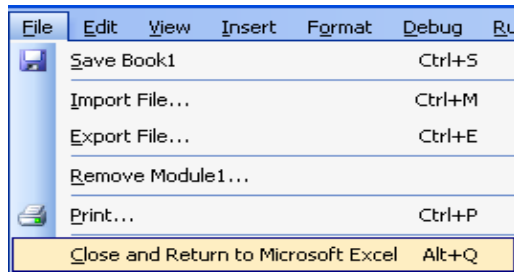 File Edit View Insert Format Debug Ru
Save Book1 Ctrl+S
Import File... Ctrl+M
Export File... Ctrl+E
Remove Module1...
Print... Ctrl+P
Close and Return to Microsoft Excel Alt+Q